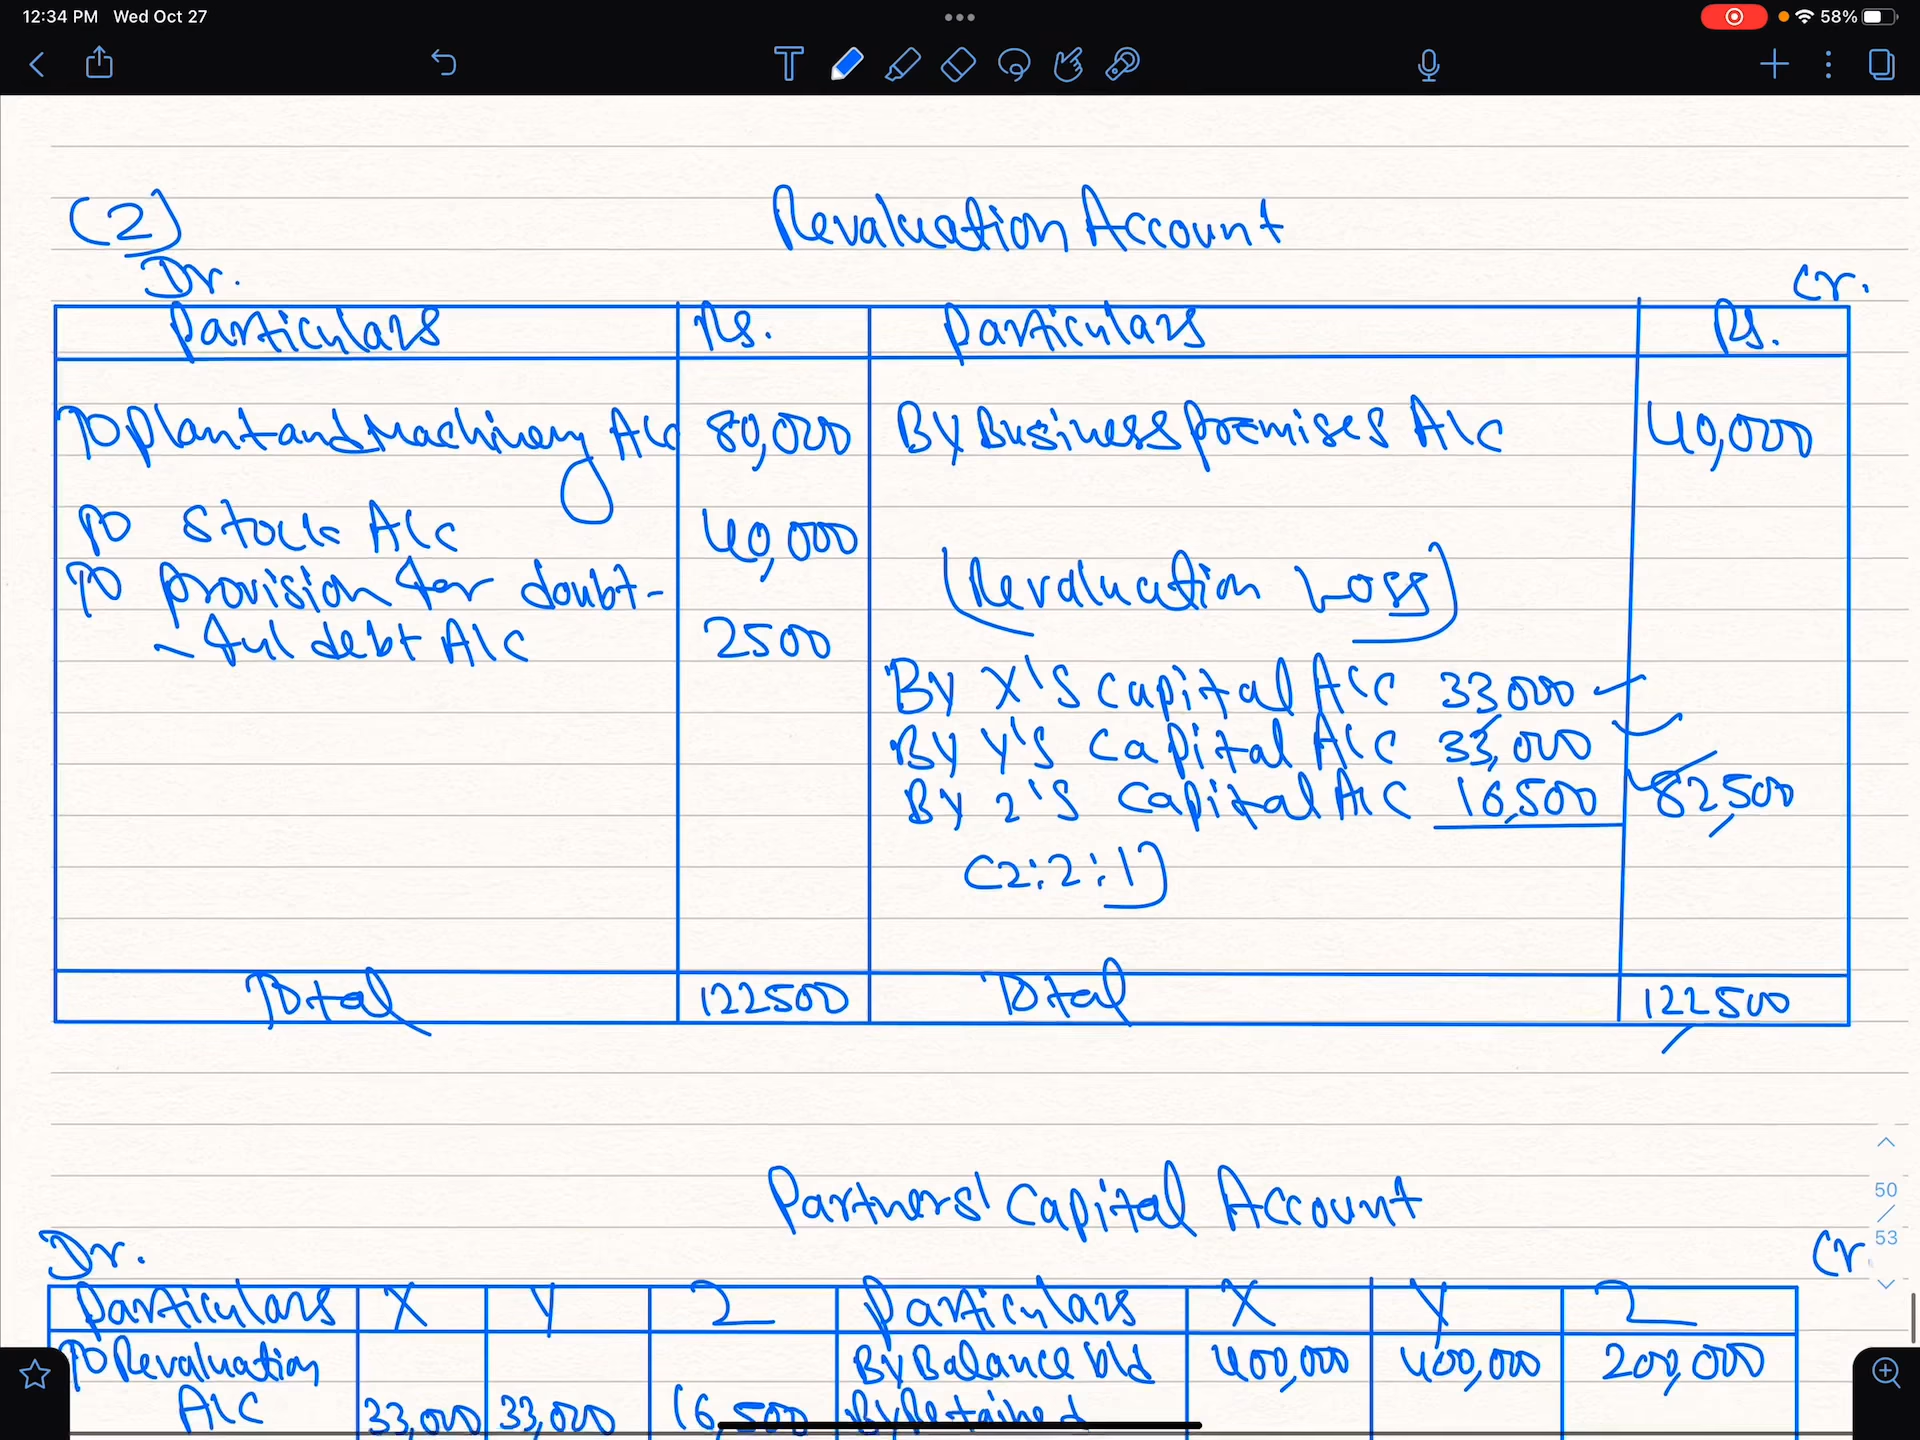 12:34 PM Wed Oct 27
58%
(2)
Revaluation Account
Dr.
Cr.
Particulars Rs. Particulars Rs.
To Plant and Machinery A/c 80,000 By Business Premises A/c 40,000
To Stock A/c 40,000
(Revaluation Loss)
To provision for doubt-
-ful debt A/c 2500
By X's Capital A/c 33,000
By Y's Capital A/c 33,000
By Z's Capital A/c 16,500 82,500
(2:2:1)
Total 122500 Total 122500
Partners' Capital Account
Dr.
Cr.
Particulars X Y Z Particulars X Y Z
To Revaluation By Balance b/d 400,000 400,000 200,000
A/c 33,000 33,000 16,500 By Retained
50
/
53